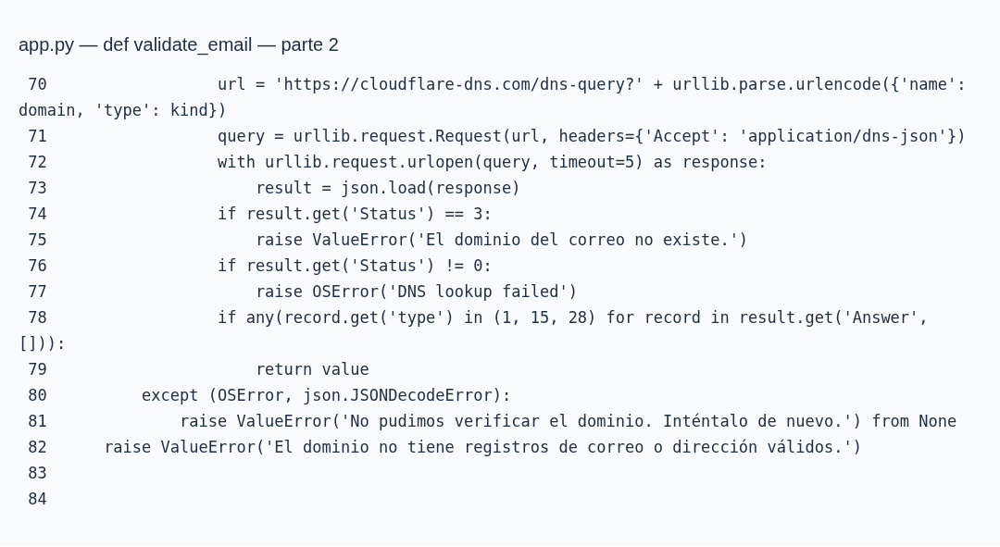 app.py — def validate_email — parte 2
70                  url = 'https://cloudflare-dns.com/dns-query?' + urllib.parse.urlencode({'name':
domain, 'type': kind})
71                  query = urllib.request.Request(url, headers={'Accept': 'application/dns-json'})
72                  with urllib.request.urlopen(query, timeout=5) as response:
73                      result = json.load(response)
74                  if result.get('Status') == 3:
75                      raise ValueError('El dominio del correo no existe.')
76                  if result.get('Status') != 0:
77                      raise OSError('DNS lookup failed')
78                  if any(record.get('type') in (1, 15, 28) for record in result.get('Answer',
[])):
79                      return value
80          except (OSError, json.JSONDecodeError):
81              raise ValueError('No pudimos verificar el dominio. Inténtalo de nuevo.') from None
82      raise ValueError('El dominio no tiene registros de correo o dirección válidos.')
83
84